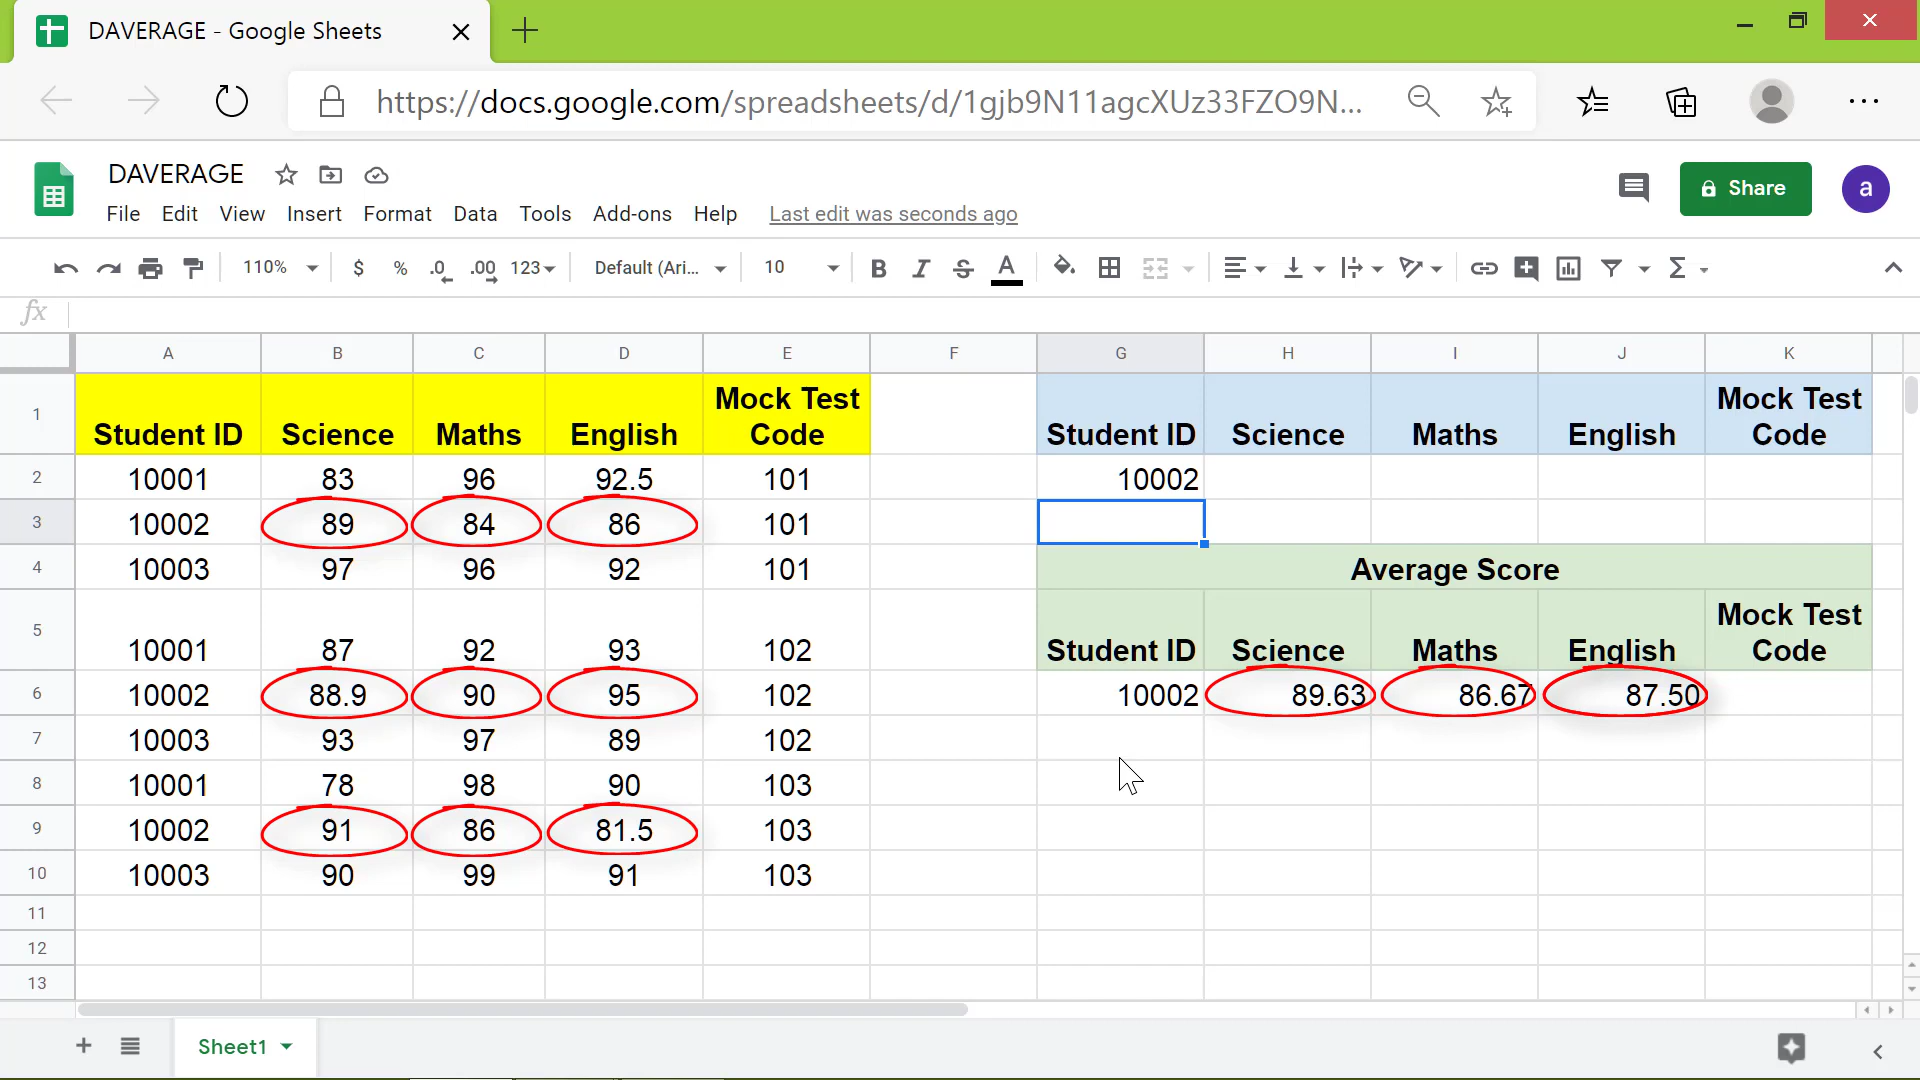 DAVERAGE - Google Sheets
https://docs.google.com/spreadsheets/d/1gjb9N11agcXUz33FZO9N...
DAVERAGE
File Edit View Insert Format Data Tools Add-ons Help Last edit was seconds ago
Share
a
110% $ % .0 .00 123 Default (Ari... 10 B I S A Σ
fx
A B C D E F G H I J K
1 Student ID Science Maths English Mock Test Code Student ID Science Maths English Mock Test Code
2 10001 83 96 92.5 101 10002
3 10002 89 84 86 101
4 10003 97 96 92 101 Average Score
5 10001 87 92 93 102 Student ID Science Maths English Mock Test Code
6 10002 88.9 90 95 102 10002 89.63 86.67 87.50
7 10003 93 97 89 102
8 10001 78 98 90 103
9 10002 91 86 81.5 103
10 10003 90 99 91 103
11
12
13
Sheet1